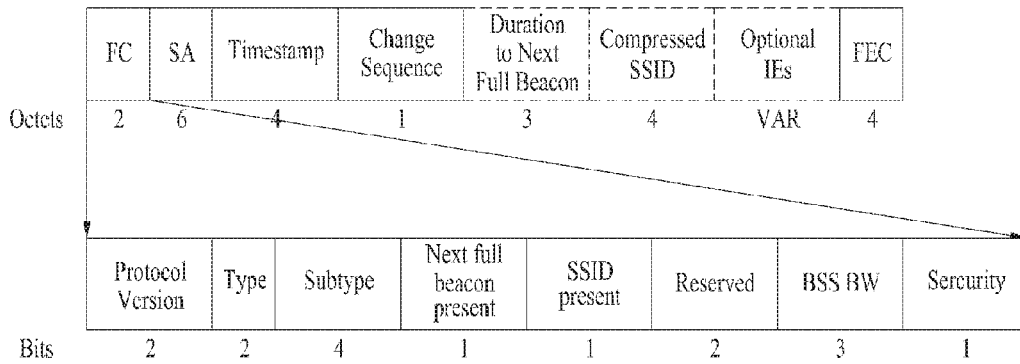 FC SA Timestamp Change Sequence Duration to Next Full Beacon Compressed SSID Optional IEs FEC
Octets 2 6 4 1 3 4 VAR 4
Protocol Version Type Subtype Next full beacon present SSID present Reserved BSS BW Sercurity
Bits 2 2 4 1 1 2 3 1